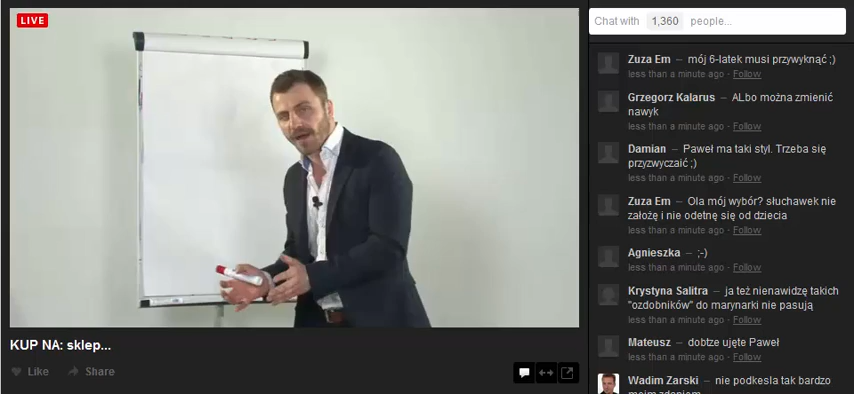 LIVE
KUP NA: sklep...
Like
Share
Chat with 1,360 people...
Zuza Em – mój 6-latek musi przywyknąć ;)
less than a minute ago · Follow
Grzegorz Kalarus – ALbo można zmienić
nawyk
less than a minute ago · Follow
Damian – Paweł ma taki styl. Trzeba się
przyzwyczaić ;)
less than a minute ago · Follow
Zuza Em – Ola mój wybór? słuchawek nie
założę i nie odetnę się od dziecia
less than a minute ago · Follow
Agnieszka – ;-)
less than a minute ago · Follow
Krystyna Salitra – ja też nienawidzę takich
"ozdobników" do marynarki nie pasują
less than a minute ago · Follow
Mateusz – dobtze ujęte Paweł
less than a minute ago · Follow
Wadim Zarski – nie podkesla tak bardzo